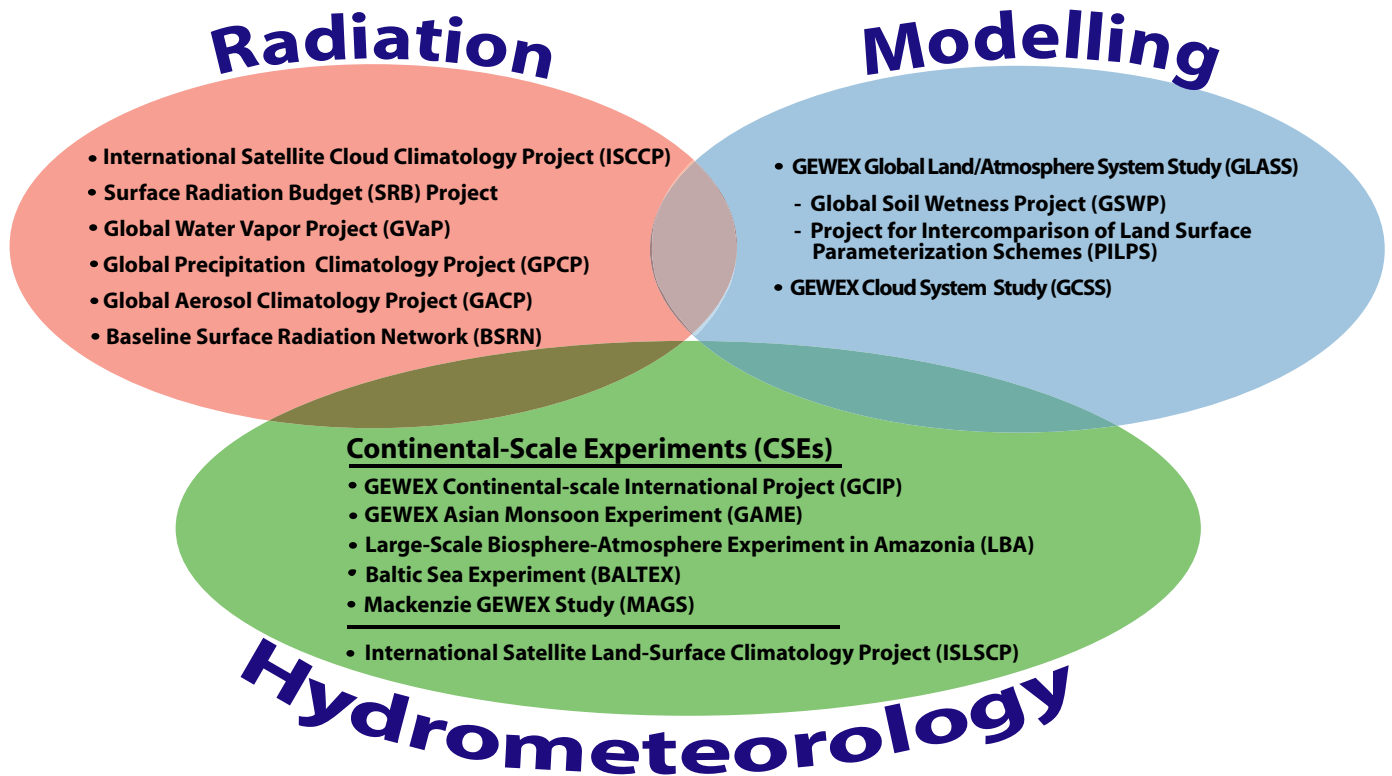 Radiation
• International Satellite Cloud Climatology Project (ISCCP)
• Surface Radiation Budget (SRB) Project
• Global Water Vapor Project (GVaP)
• Global Precipitation Climatology Project (GPCP)
• Global Aerosol Climatology Project (GACP)
• Baseline Surface Radiation Network (BSRN)
Modelling
• GEWEX Global Land/Atmosphere System Study (GLASS)
- Global Soil Wetness Project (GSWP)
- Project for Intercomparison of Land Surface
Parameterization Schemes (PILPS)
• GEWEX Cloud System Study (GCSS)
Continental-Scale Experiments (CSEs)
• GEWEX Continental-scale International Project (GCIP)
• GEWEX Asian Monsoon Experiment (GAME)
• Large-Scale Biosphere-Atmosphere Experiment in Amazonia (LBA)
• Baltic Sea Experiment (BALTEX)
• Mackenzie GEWEX Study (MAGS)
• International Satellite Land-Surface Climatology Project (ISLSCP)
Hydrometeorology